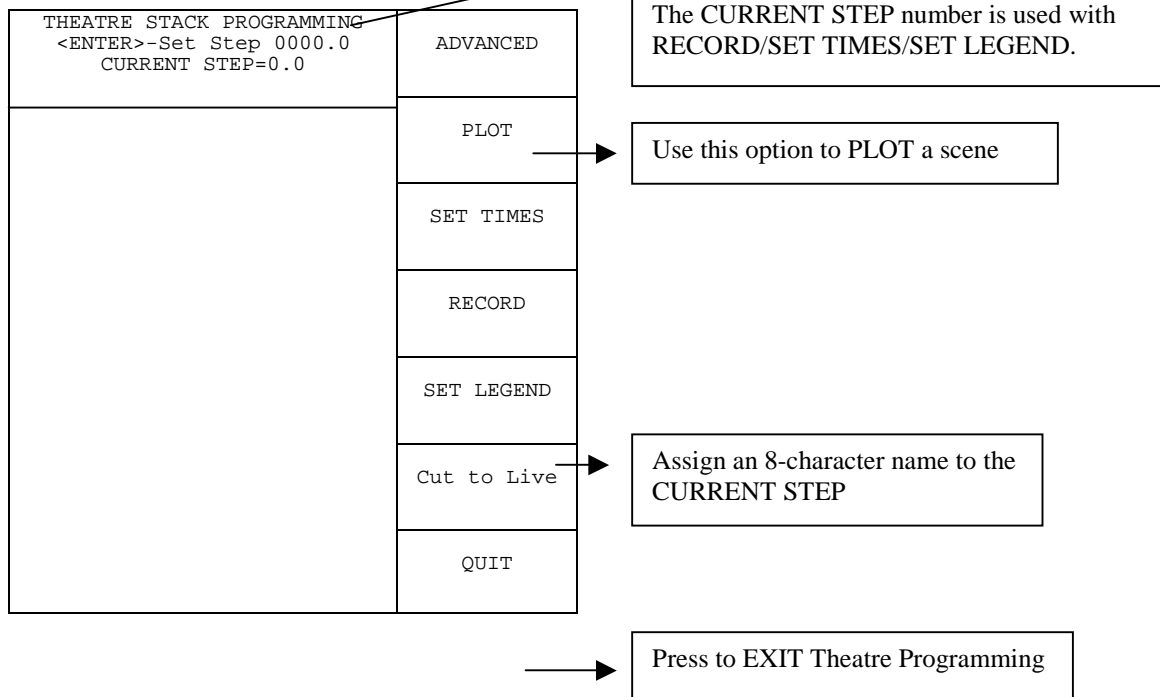 THEATRE STACK PROGRAMMING
<ENTER>-Set Step 0000.0
CURRENT STEP=0.0
ADVANCED
The CURRENT STEP number is used with
RECORD/SET TIMES/SET LEGEND.
PLOT
Use this option to PLOT a scene
SET TIMES
RECORD
SET LEGEND
Cut to Live
Assign an 8-character name to the
CURRENT STEP
QUIT
Press to EXIT Theatre Programming